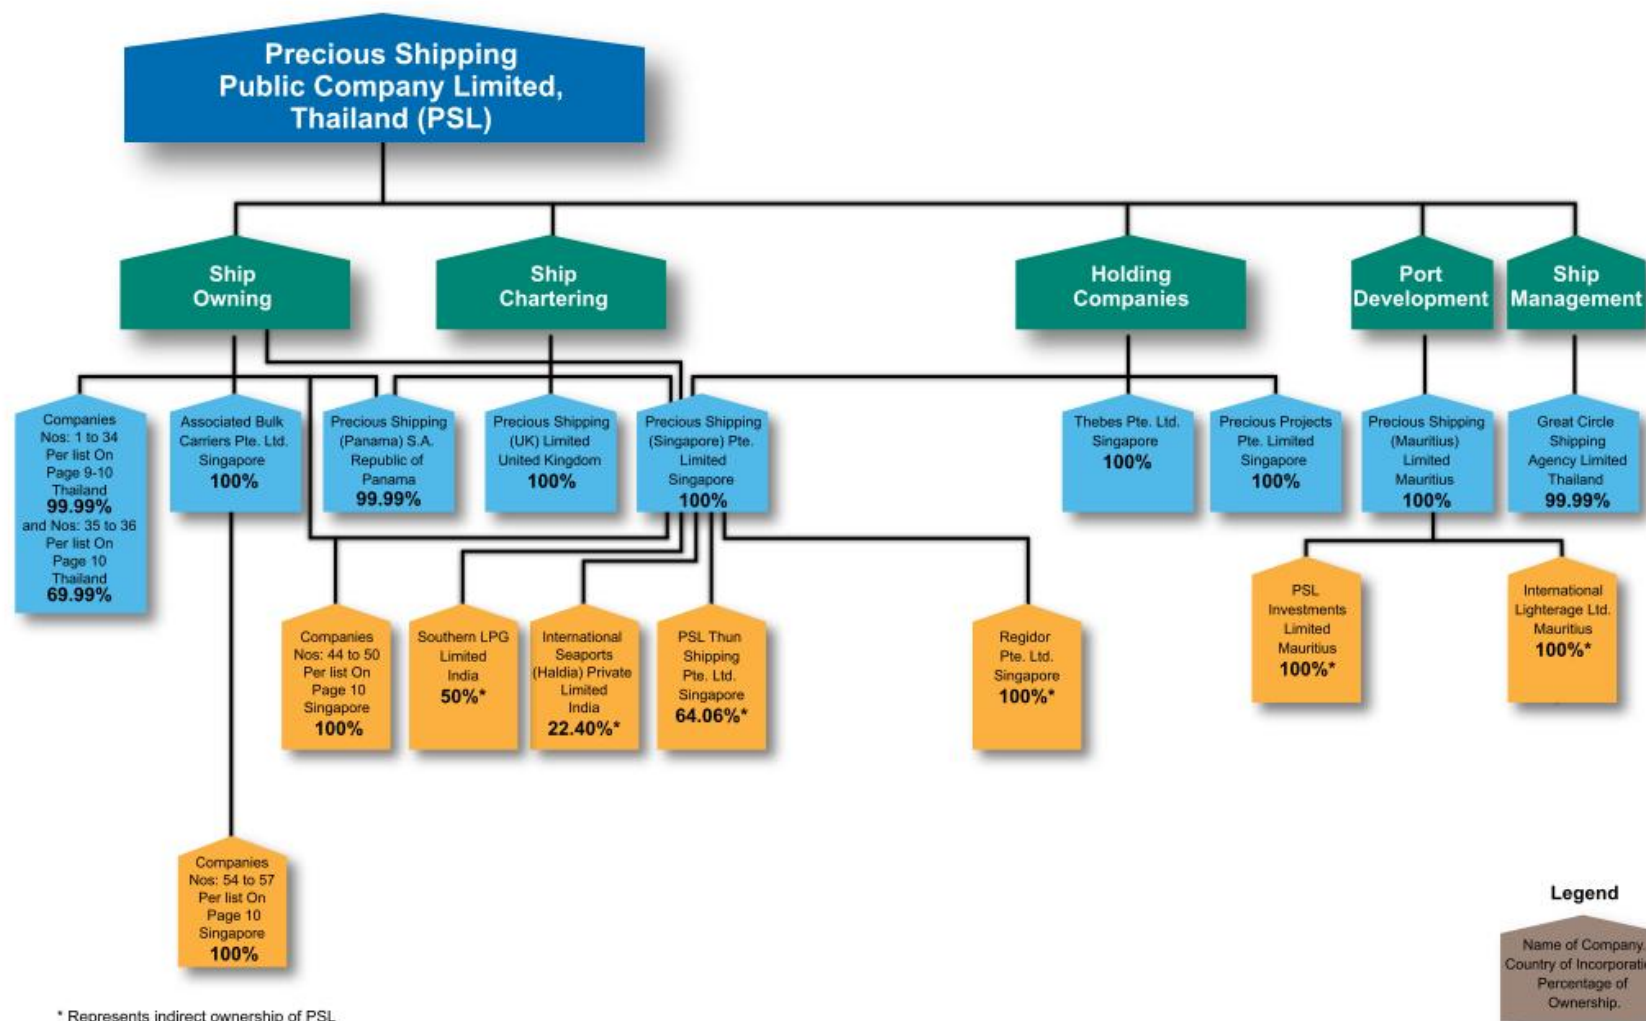 Precious Shipping
Public Company Limited,
Thailand (PSL)
Ship
Owning
Ship
Chartering
Holding
Companies
Port
Development
Ship
Management
Companies
Nos: 1 to 34
Per list On
Page 9-10
Thailand
99.99%
and Nos: 35 to 36
Per list On
Page 10
Thailand
69.99%
Associated Bulk
Carriers Pte. Ltd.
Singapore
100%
Precious Shipping
(Panama) S.A.
Republic of
Panama
99.99%
Precious Shipping
(UK) Limited
United Kingdom
100%
Precious Shipping
(Singapore) Pte.
Limited
Singapore
100%
Thebes Pte. Ltd.
Singapore
100%
Precious Projects
Pte. Limited
Singapore
100%
Precious Shipping
(Mauritius)
Limited
Mauritius
100%
Great Circle
Shipping
Agency Limited
Thailand
99.99%
Companies
Nos: 44 to 50
Per list On
Page 10
Singapore
100%
Southern LPG
Limited
India
50%*
International
Seaports
(Haldia) Private
Limited
India
22.40%*
PSL Thun
Shipping
Pte. Ltd.
Singapore
64.06%*
Regidor
Pte. Ltd.
Singapore
100%*
PSL
Investments
Limited
Mauritius
100%*
International
Lighterage Ltd.
Mauritius
100%*
Companies
Nos: 54 to 57
Per list On
Page 10
Singapore
100%
Legend
Name of Company.
Country of Incorporati
Percentage of
Ownership.
* Represents indirect ownership of PSL